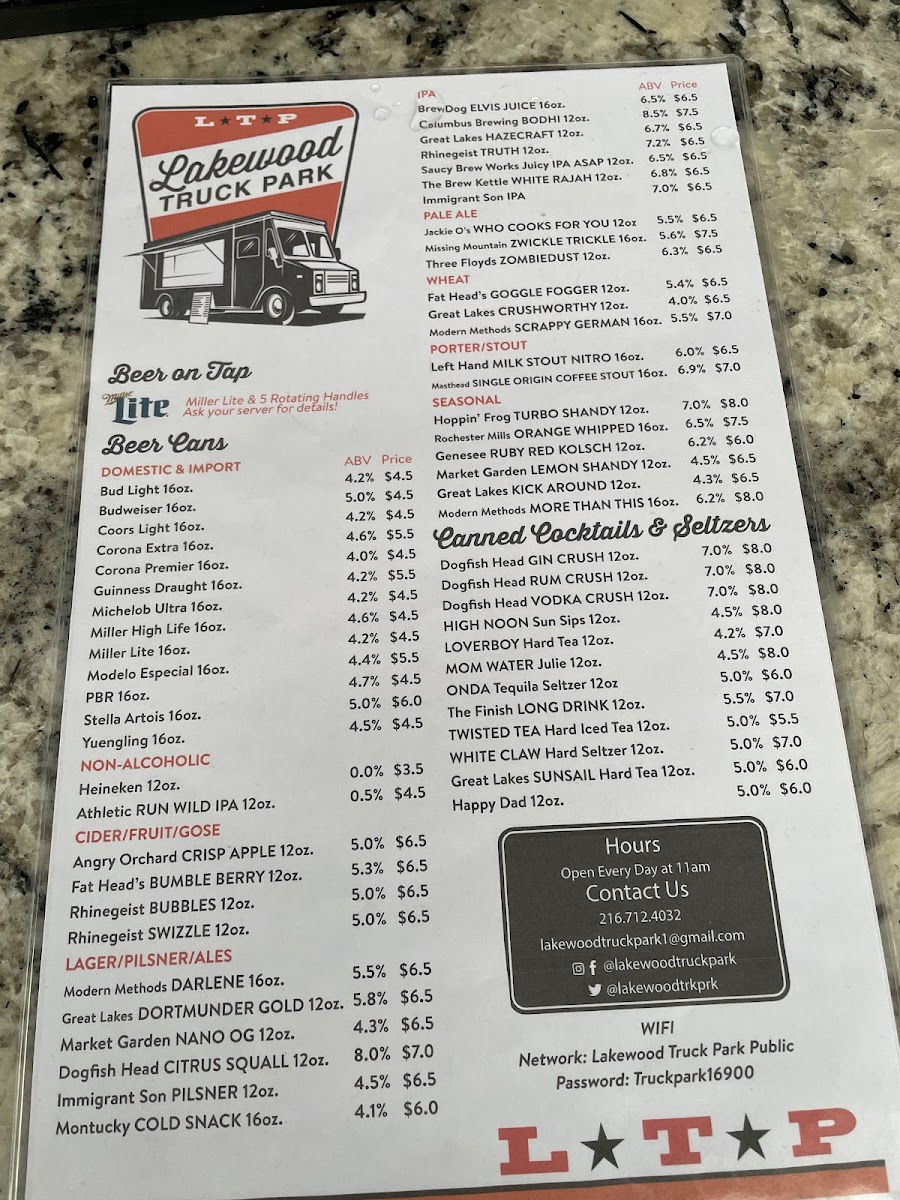 L★T★P
Lakewood
TRUCK PARK
Beer on Tap
Miller Lite
Miller Lite & 5 Rotating Handles
Ask your server for details!
Beer Cans
DOMESTIC & IMPORT ABV Price
Bud Light 16oz. 4.2% $4.5
Budweiser 16oz. 5.0% $4.5
Coors Light 16oz. 4.2% $4.5
Corona Extra 16oz. 4.6% $5.5
Corona Premier 16oz. 4.0% $4.5
Guinness Draught 16oz. 4.2% $5.5
Michelob Ultra 16oz. 4.2% $4.5
Miller High Life 16oz. 4.6% $4.5
Miller Lite 16oz. 4.2% $4.5
Modelo Especial 16oz. 4.4% $5.5
PBR 16oz. 4.7% $4.5
Stella Artois 16oz. 5.0% $6.0
Yuengling 16oz. 4.5% $4.5
NON-ALCOHOLIC
Heineken 12oz. 0.0% $3.5
Athletic RUN WILD IPA 12oz. 0.5% $4.5
CIDER/FRUIT/GOSE
Angry Orchard CRISP APPLE 12oz. 5.0% $6.5
Fat Head's BUMBLE BERRY 12oz. 5.3% $6.5
Rhinegeist BUBBLES 12oz. 5.0% $6.5
Rhinegeist SWIZZLE 12oz. 5.0% $6.5
LAGER/PILSNER/ALES
Modern Methods DARLENE 16oz. 5.5% $6.5
Great Lakes DORTMUNDER GOLD 12oz. 5.8% $6.5
Market Garden NANO OG 12oz. 4.3% $6.5
Dogfish Head CITRUS SQUALL 12oz. 8.0% $7.0
Immigrant Son PILSNER 12oz. 4.5% $6.5
Montucky COLD SNACK 16oz. 4.1% $6.0
IPA ABV Price
BrewDog ELVIS JUICE 16oz. 6.5% $6.5
Columbus Brewing BODHI 12oz. 8.5% $7.5
Great Lakes HAZECRAFT 12oz. 6.7% $6.5
Rhinegeist TRUTH 12oz. 7.2% $6.5
Saucy Brew Works Juicy IPA ASAP 12oz. 6.5% $6.5
The Brew Kettle WHITE RAJAH 12oz. 6.8% $6.5
Immigrant Son IPA 7.0% $6.5
PALE ALE
Jackie O's WHO COOKS FOR YOU 12oz 5.5% $6.5
Missing Mountain ZWICKLE TRICKLE 16oz. 5.6% $7.5
Three Floyds ZOMBIEDUST 12oz. 6.3% $6.5
WHEAT
Fat Head's GOGGLE FOGGER 12oz. 5.4% $6.5
Great Lakes CRUSHWORTHY 12oz. 4.0% $6.5
Modern Methods SCRAPPY GERMAN 16oz. 5.5% $7.0
PORTER/STOUT
Left Hand MILK STOUT NITRO 16oz. 6.0% $6.5
Masthead SINGLE ORIGIN COFFEE STOUT 16oz. 6.9% $7.0
SEASONAL
Hoppin' Frog TURBO SHANDY 12oz. 7.0% $8.0
Rochester Mills ORANGE WHIPPED 16oz. 6.5% $7.5
Genesee RUBY RED KOLSCH 12oz. 6.2% $6.0
Market Garden LEMON SHANDY 12oz. 4.5% $6.5
Great Lakes KICK AROUND 12oz. 4.3% $6.5
Modern Methods MORE THAN THIS 16oz. 6.2% $8.0
Canned Cocktails & Seltzers
Dogfish Head GIN CRUSH 12oz. 7.0% $8.0
Dogfish Head RUM CRUSH 12oz. 7.0% $8.0
Dogfish Head VODKA CRUSH 12oz. 7.0% $8.0
HIGH NOON Sun Sips 12oz. 4.5% $8.0
LOVERBOY Hard Tea 12oz. 4.2% $7.0
MOM WATER Julie 12oz. 4.5% $8.0
ONDA Tequila Seltzer 12oz 5.0% $6.0
The Finish LONG DRINK 12oz. 5.5% $7.0
TWISTED TEA Hard Iced Tea 12oz. 5.0% $5.5
WHITE CLAW Hard Seltzer 12oz. 5.0% $7.0
Great Lakes SUNSAIL Hard Tea 12oz. 5.0% $6.0
Happy Dad 12oz. 5.0% $6.0
Hours
Open Every Day at 11am
Contact Us
216.712.4032
lakewoodtruckpark1@gmail.com
@lakewoodtruckpark
@lakewoodtrkprk
WIFI
Network: Lakewood Truck Park Public
Password: Truckpark16900
L★T★P